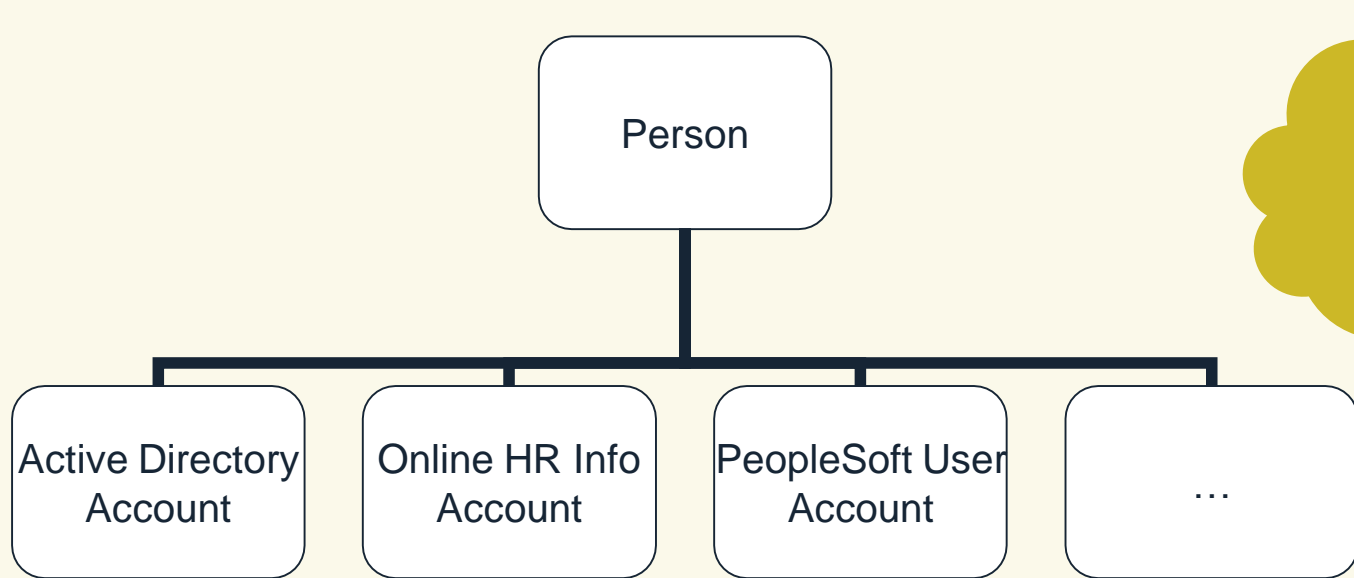 Person
Active Directory
Account
Online HR Info
Account
PeopleSoft User
Account
…